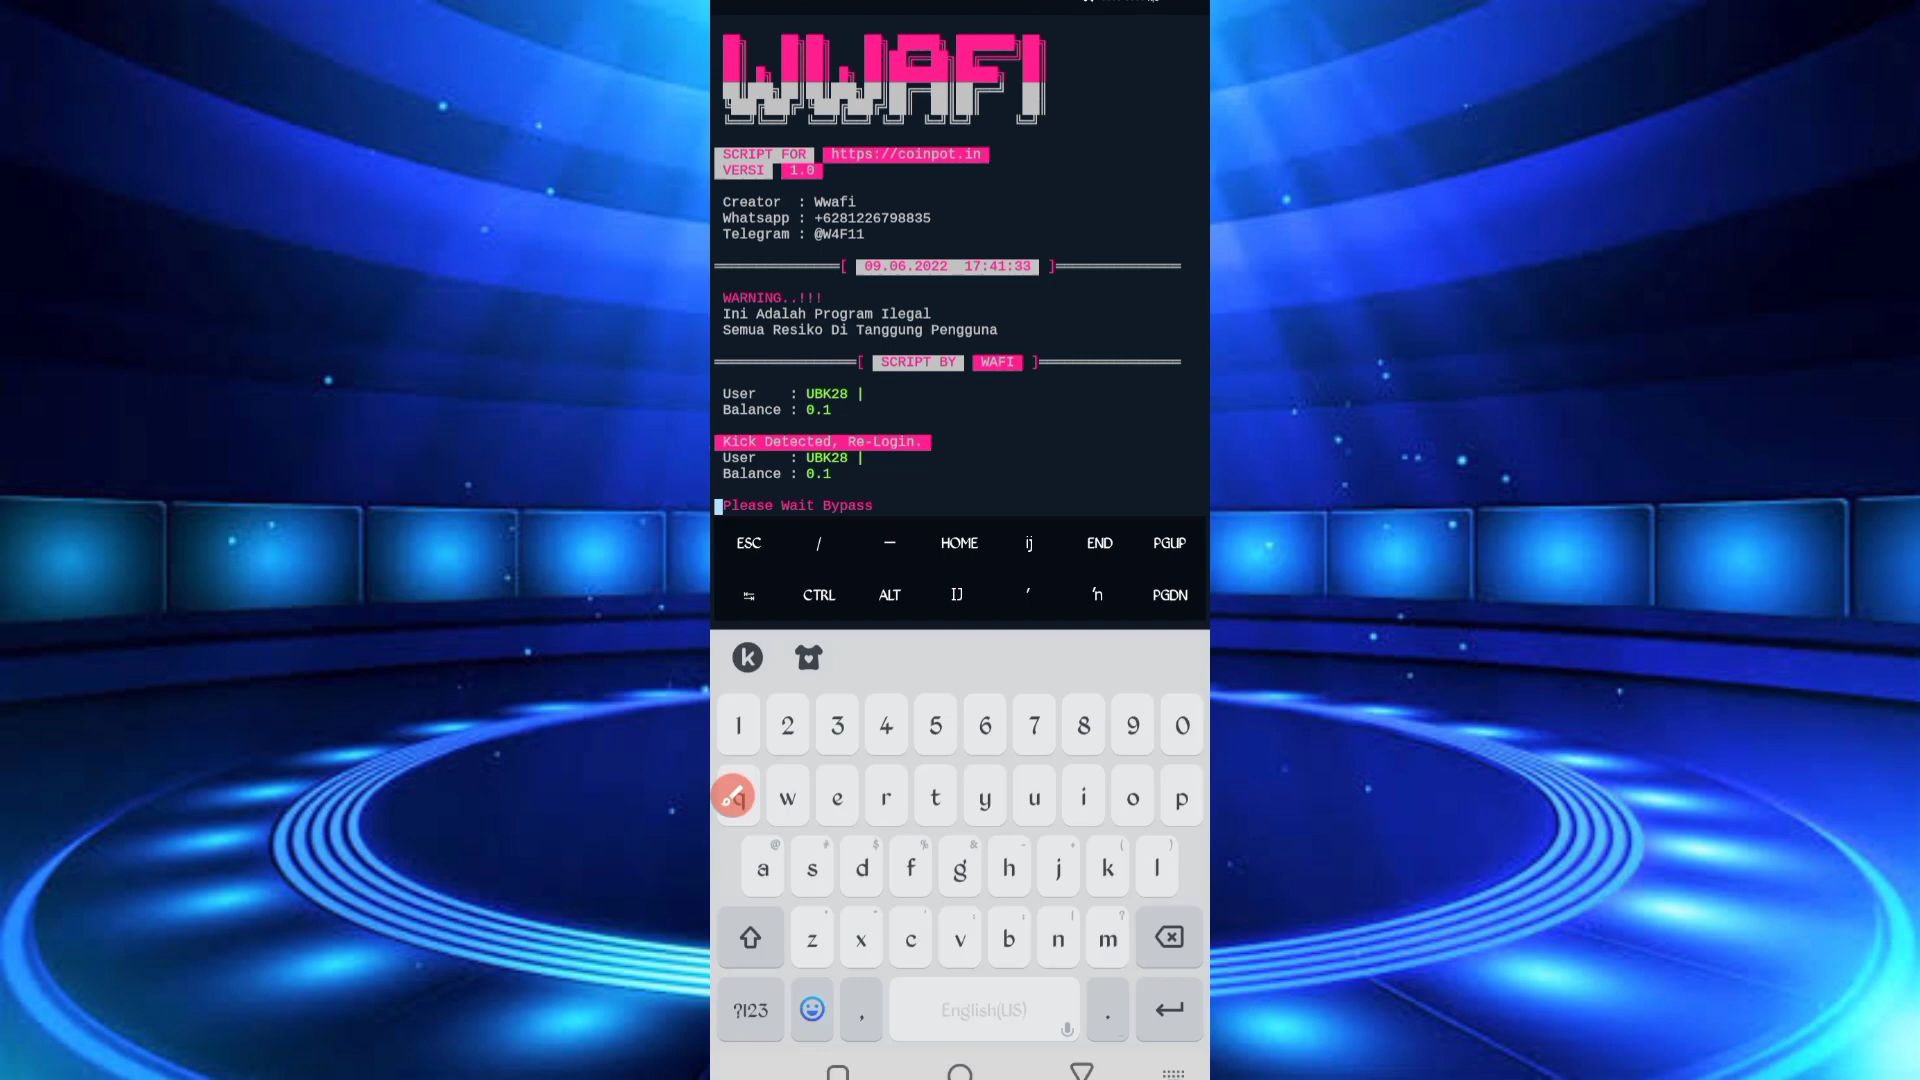 WWAFI
SCRIPT FOR https://coinpot.in
VERSI 1.0
Creator : Wwafi
Whatsapp : +6281226798835
Telegram : @W4F11
[ 09.06.2022 17:41:33 ]
WARNING..!!!
Ini Adalah Program Ilegal
Semua Resiko Di Tanggung Pengguna
[ SCRIPT BY WAFI ]
User : UBK28 |
Balance : 0.1
Kick Detected, Re-Login.
User : UBK28 |
Balance : 0.1
Please Wait Bypass
ESC / — HOME ij END PGUP
↹ CTRL ALT IJ ʼ ŉ PGDN
k
1 2 3 4 5 6 7 8 9 0
q w e r t y u i o p
@ # $ % & - + ( )
a s d f g h j k l
z x c v b n m
?123 , English(US) .